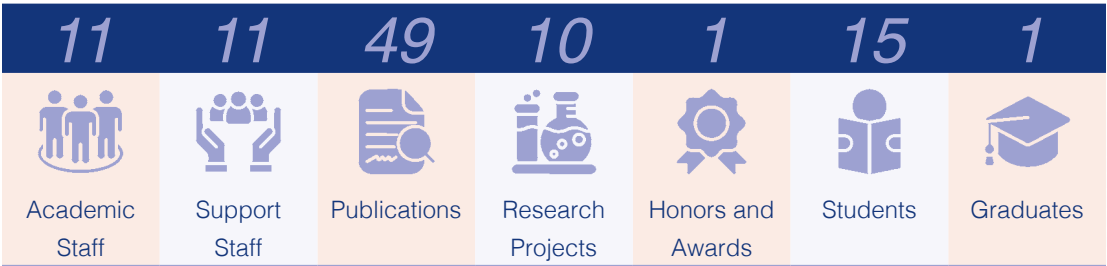 11 11 49 10 1 15 1
Academic Support Publications Research Honors and Students Graduates
Staff Staff Projects Awards